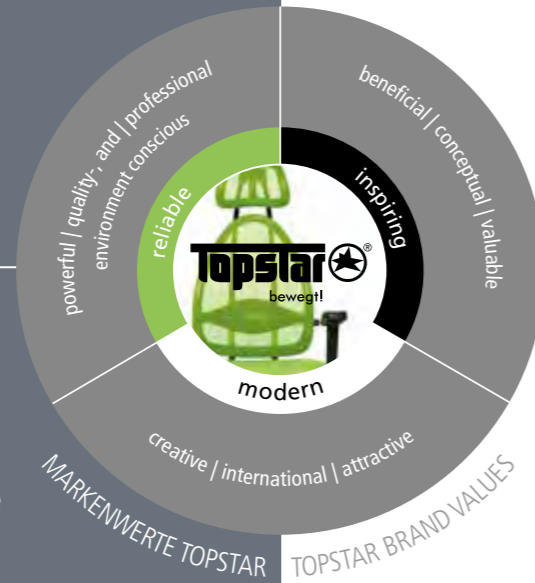 powerful | quality-, and | professional
environment conscious
beneficial | conceptual | valuable
reliable
inspiring
Topstar ®
bewegt!
modern
creative | international | attractive
MARKENWERTE TOPSTAR
TOPSTAR BRAND VALUES